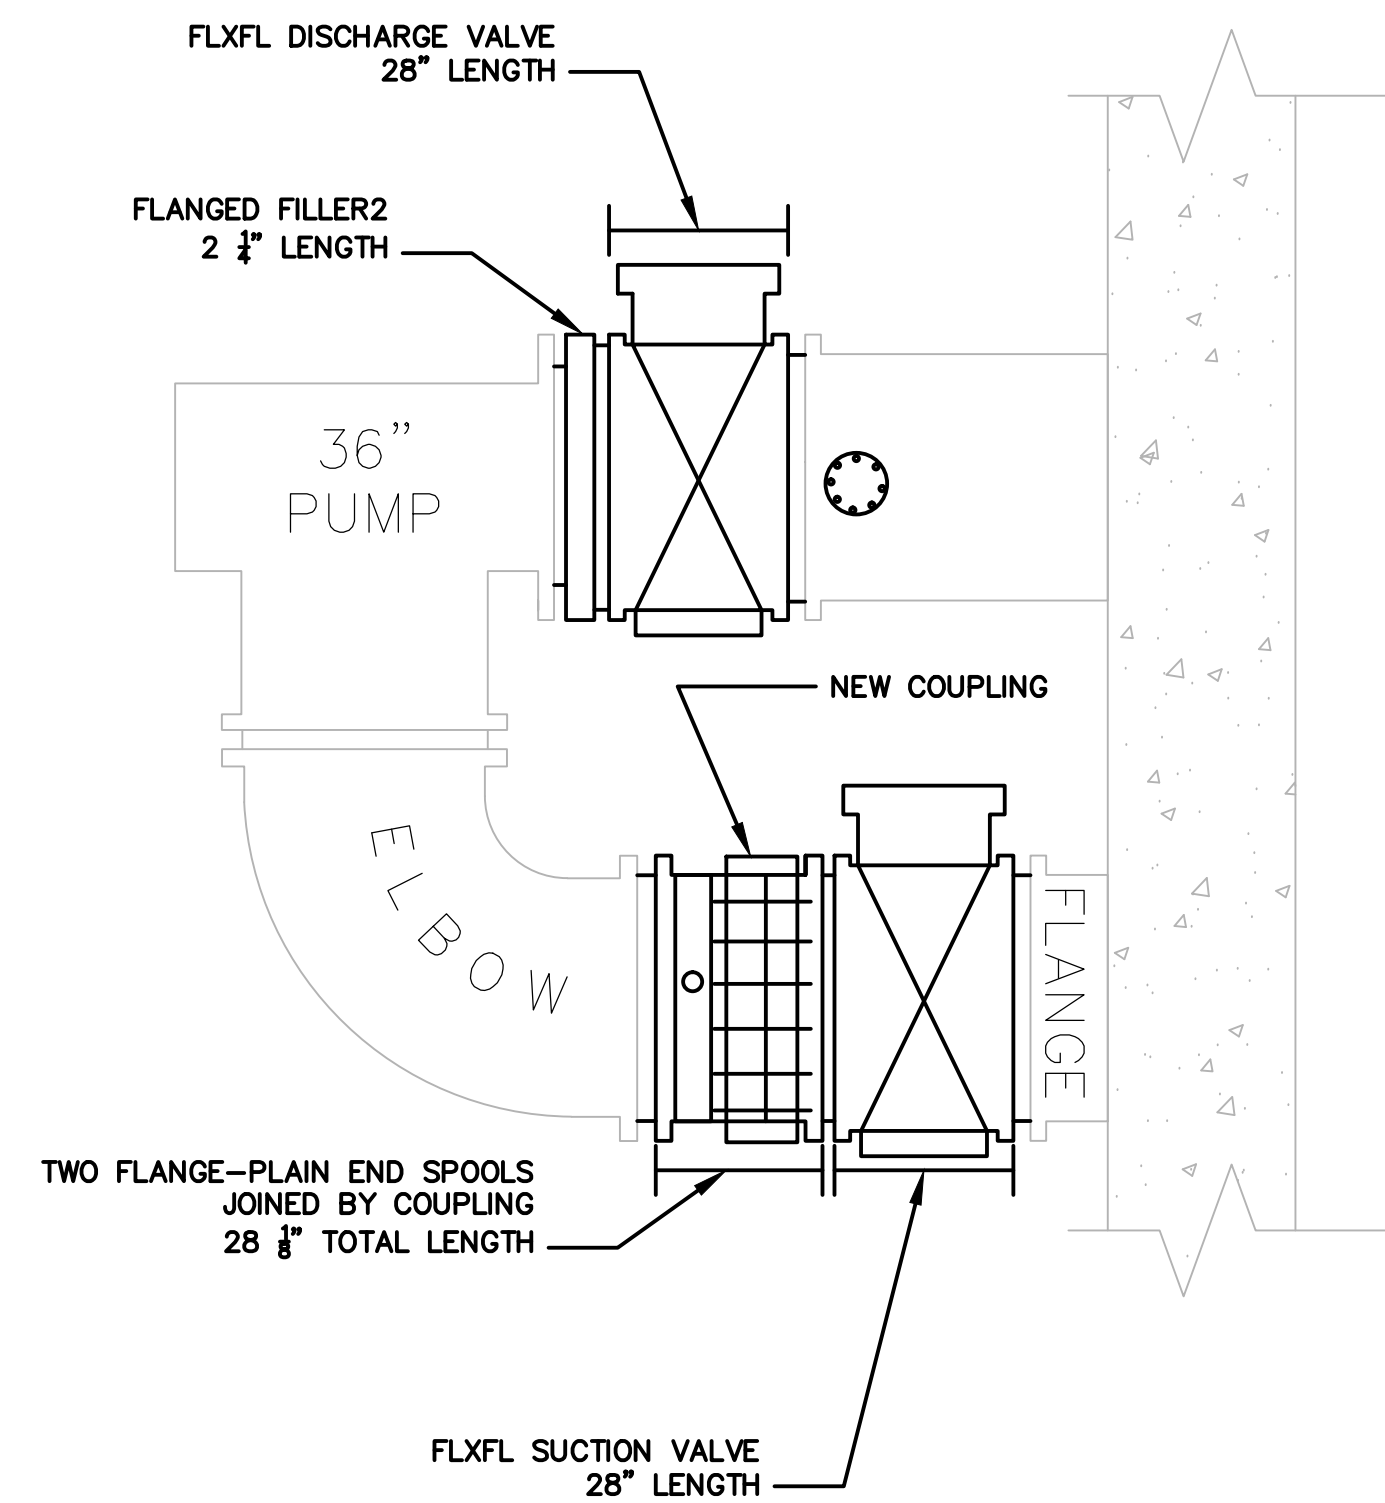 FLXFL DISCHARGE VALVE
28" LENGTH
FLANGED FILLER2
2 1/4" LENGTH
36"
PUMP
NEW COUPLING
ELBOW
FLANGE
TWO FLANGE-PLAIN END SPOOLS
JOINED BY COUPLING
28 1/8" TOTAL LENGTH
FLXFL SUCTION VALVE
28" LENGTH